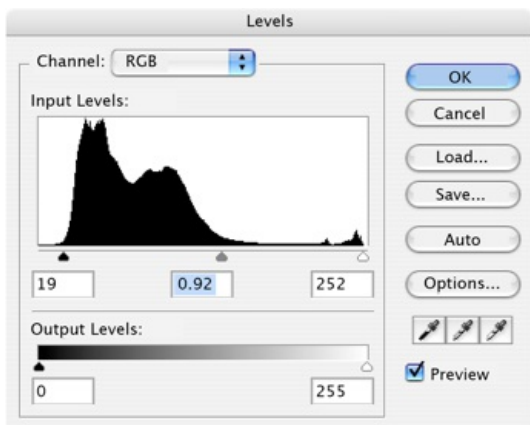 Levels
Channel: RGB
OK
Input Levels:
Cancel
Load...
Save...
Auto
19 0.92 252
Options...
Output Levels:
Preview
0 255